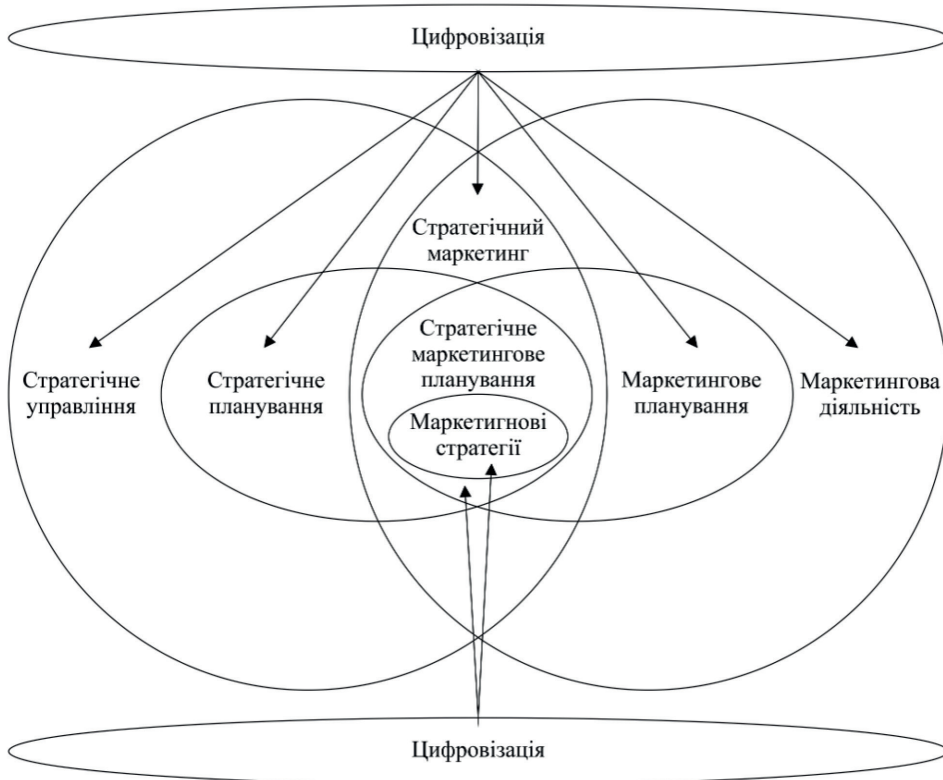 Цифровізація
Стратегічний
маркетинг
Стратегічне
управління
Стратегічне
планування
Стратегічне
маркетингове
планування
Маркетигнові
стратегії
Маркетингове
планування
Маркетингова
діяльність
Цифровізація